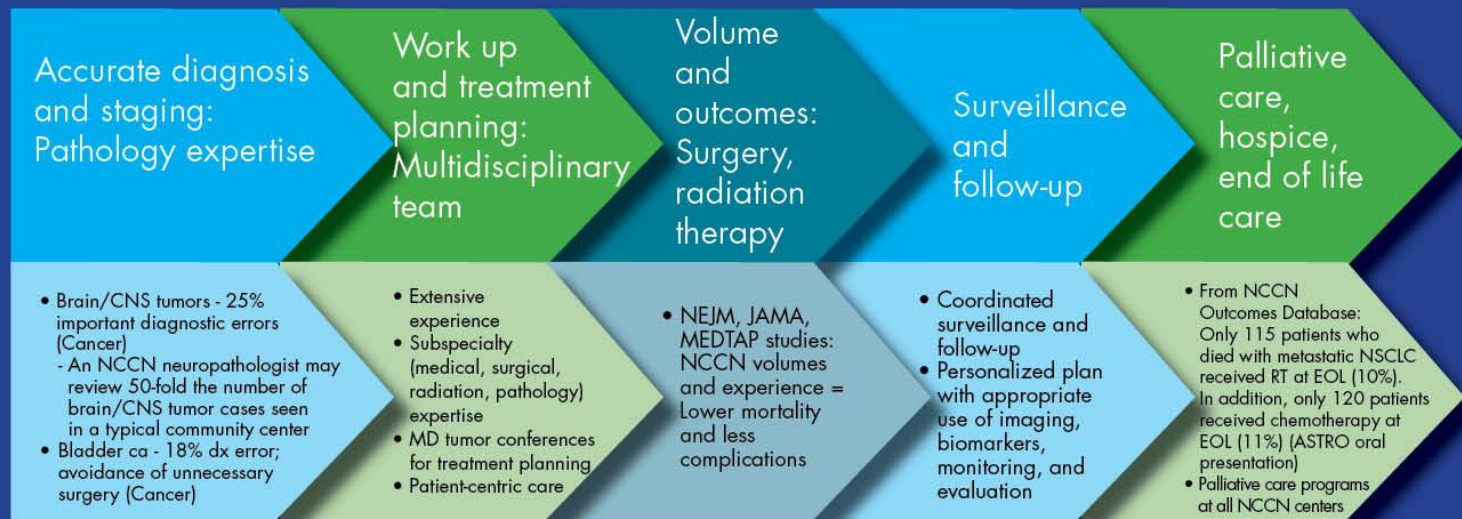 Accurate diagnosis
and staging:
Pathology expertise
Work up
and treatment
planning:
Multidisciplinary
team
Volume
and
outcomes:
Surgery,
radiation
therapy
Surveillance
and
follow-up
Palliative
care,
hospice,
end of life
care
• Brain/CNS tumors - 25%
important diagnostic errors
(Cancer)
- An NCCN neuropathologist may
review 50-fold the number of
brain/CNS tumor cases seen
in a typical community center
• Bladder ca - 18% dx error;
avoidance of unnecessary
surgery (Cancer)
• Extensive
experience
• Subspecialty
(medical, surgical,
radiation, pathology)
expertise
• MD tumor conferences
for treatment planning
• Patient-centric care
• NEJM, JAMA,
MEDTAP studies:
NCCN volumes
and experience =
Lower mortality
and less
complications
• Coordinated
surveillance and
follow-up
• Personalized plan
with appropriate
use of imaging,
biomarkers,
monitoring, and
evaluation
• From NCCN
Outcomes Database:
Only 115 patients who
died with metastatic NSCLC
received RT at EOL (10%).
In addition, only 120 patients
received chemotherapy at
EOL (11%) (ASTRO oral
presentation)
• Palliative care programs
at all NCCN centers